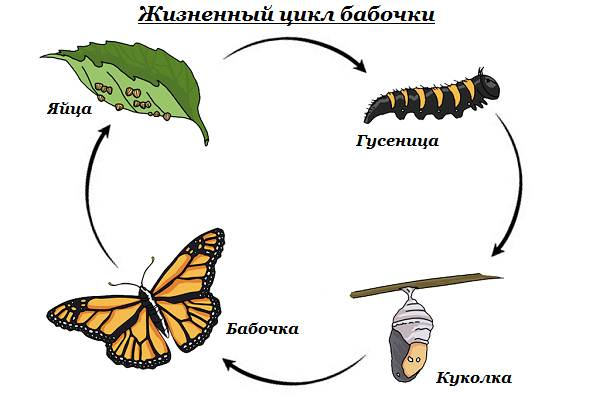 Жизненный цикл бабочки
Яйца
Гусеница
Бабочка
Куколка